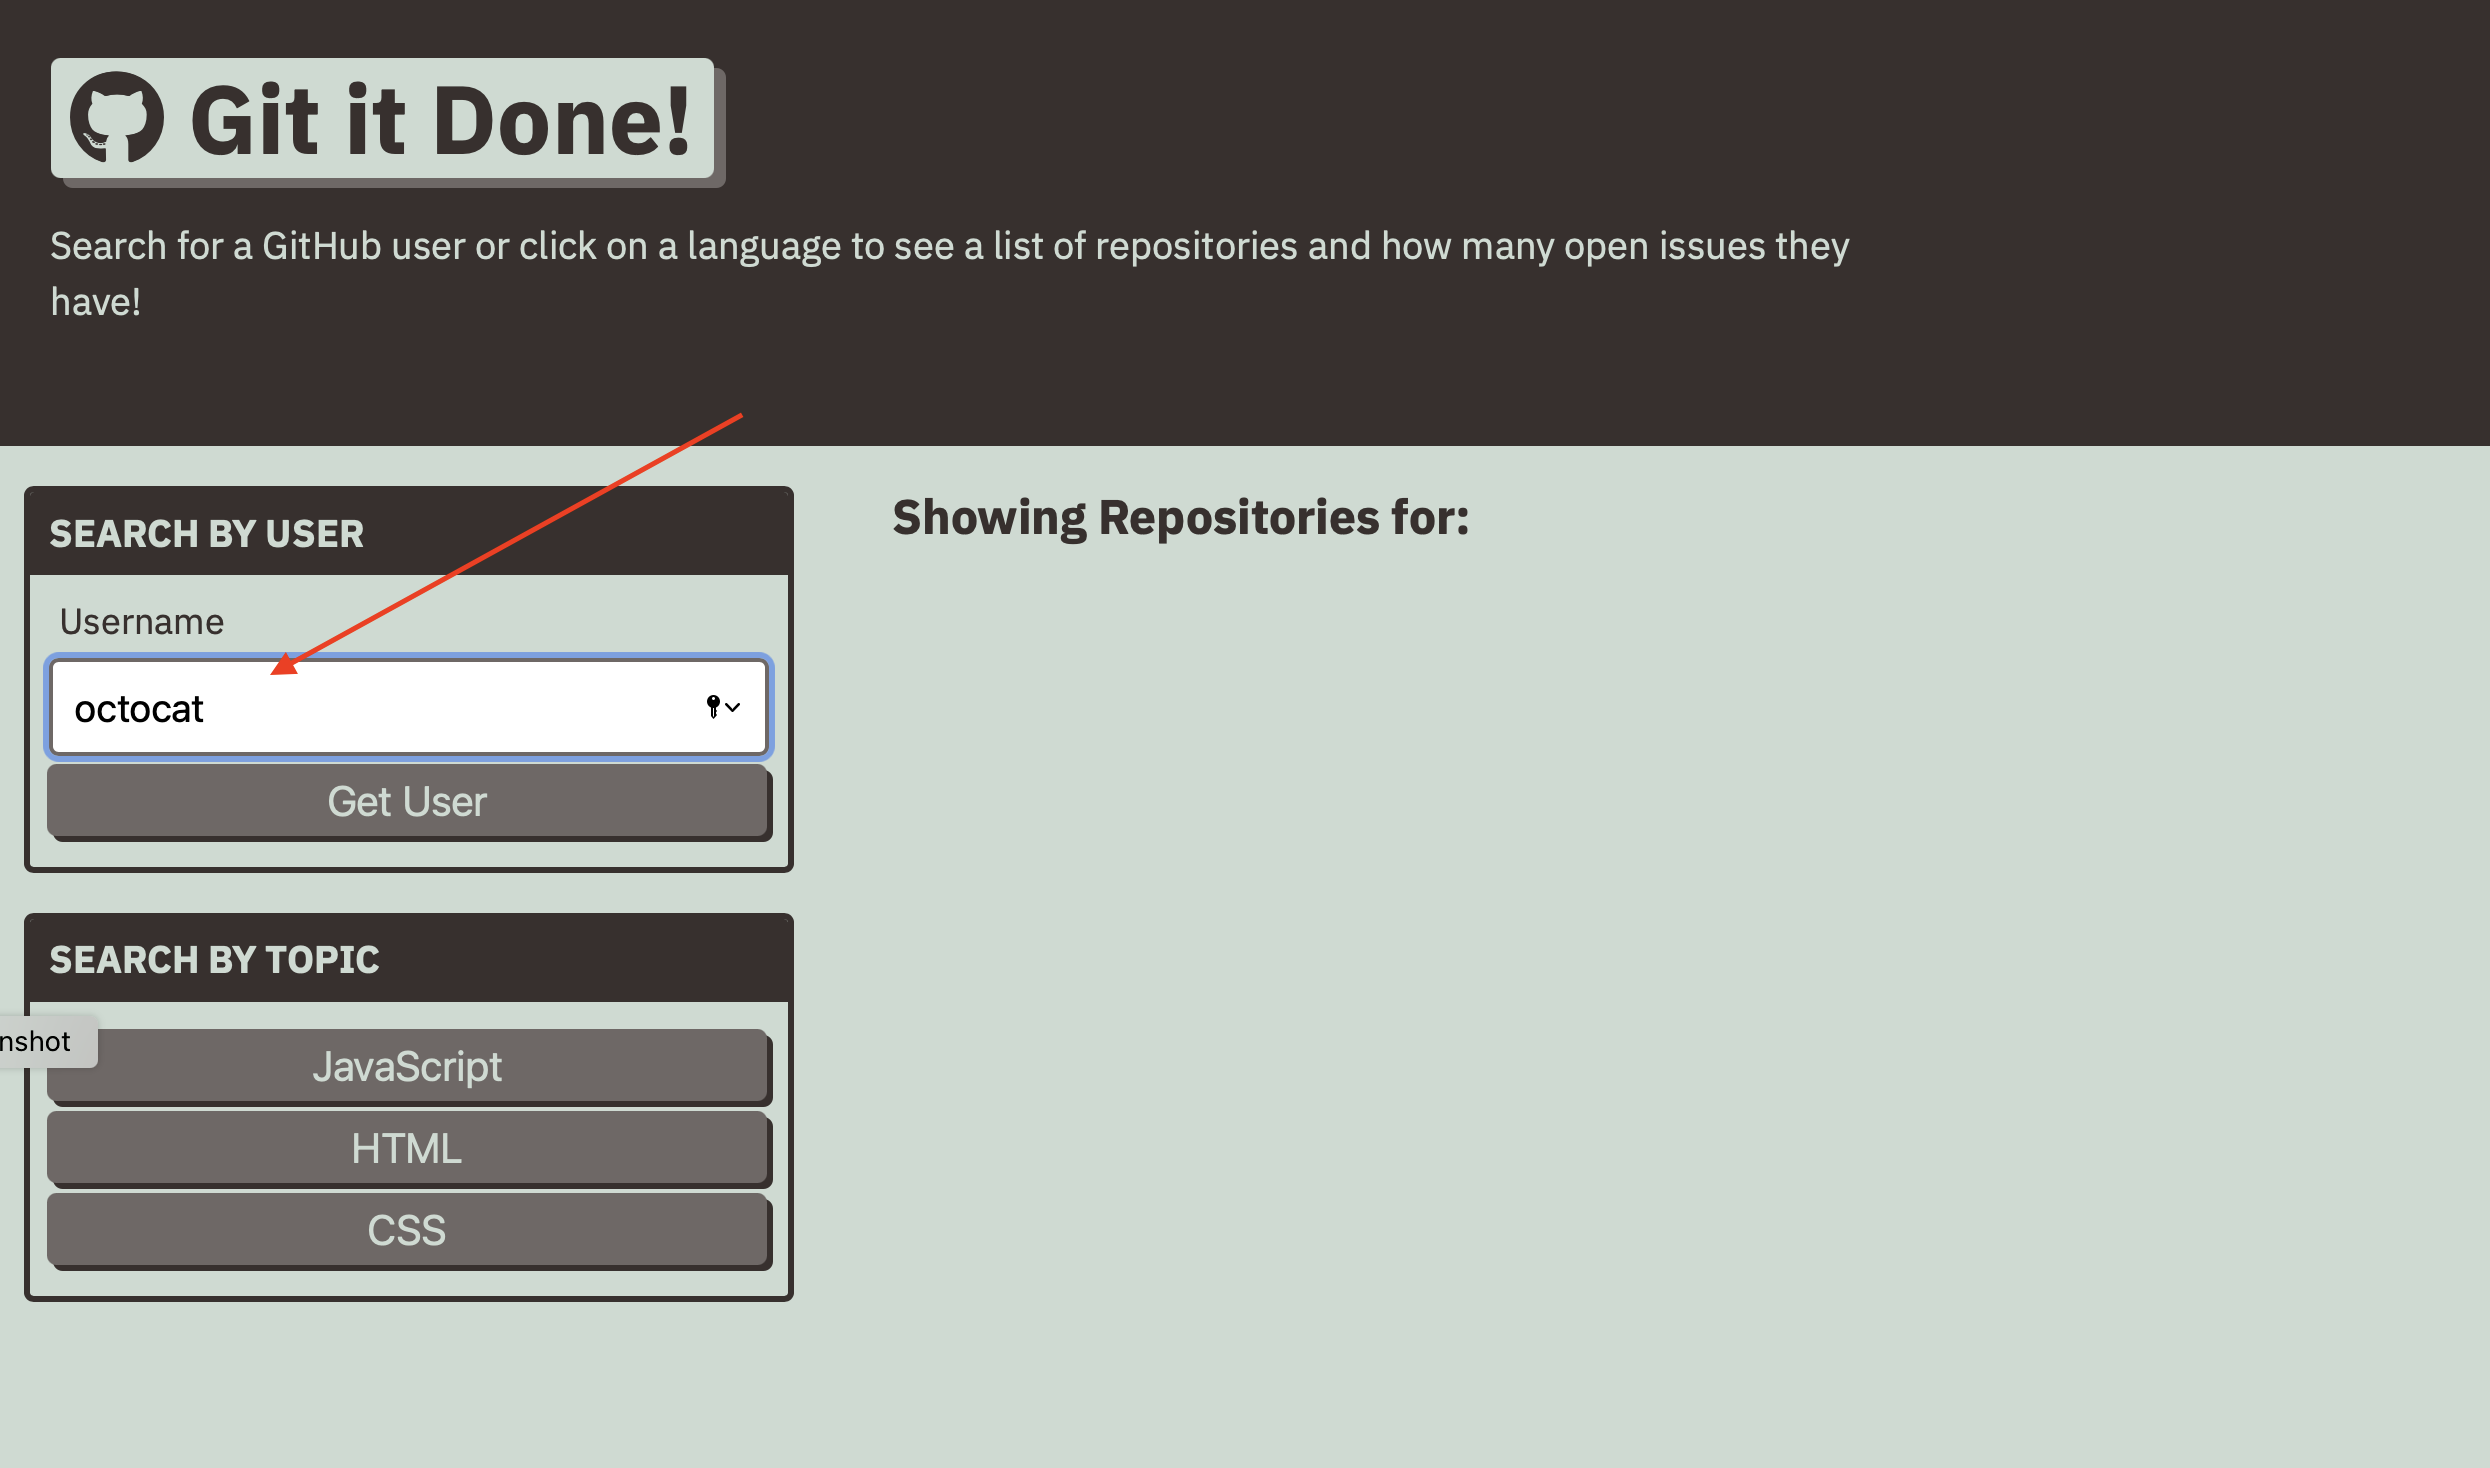 Git it Done!
Search for a GitHub user or click on a language to see a list of repositories and how many open issues they
have!
SEARCH BY USER
Username
octocat
Get User
Showing Repositories for:
SEARCH BY TOPIC
nshot
JavaScript
HTML
CSS